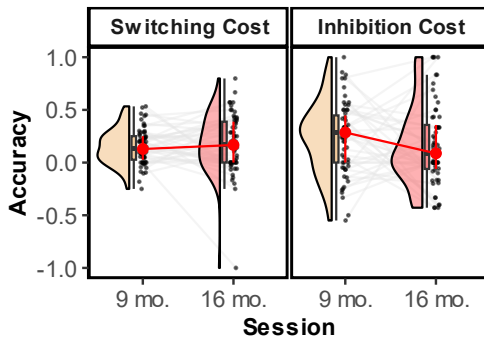 Switching Cost
Inhibition Cost
Accuracy
1.0
0.5
0.0
-0.5
-1.0
9 mo.
16 mo.
9 mo.
16 mo.
Session